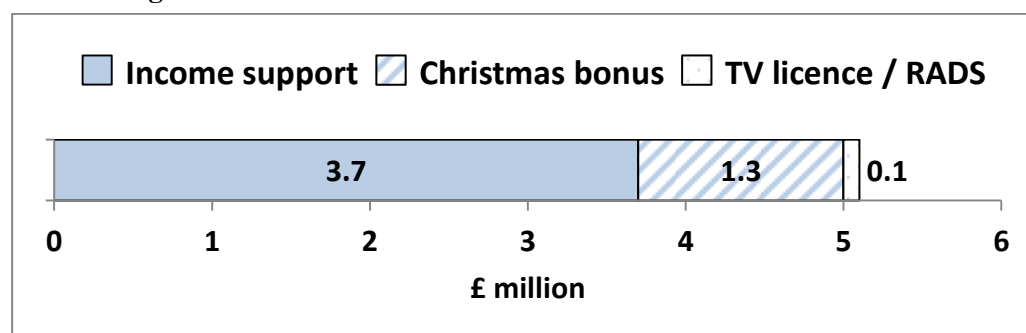 Income support Christmas bonus TV licence / RADS
3.7 1.3 0.1
0 1 2 3 4 5 6
£ million